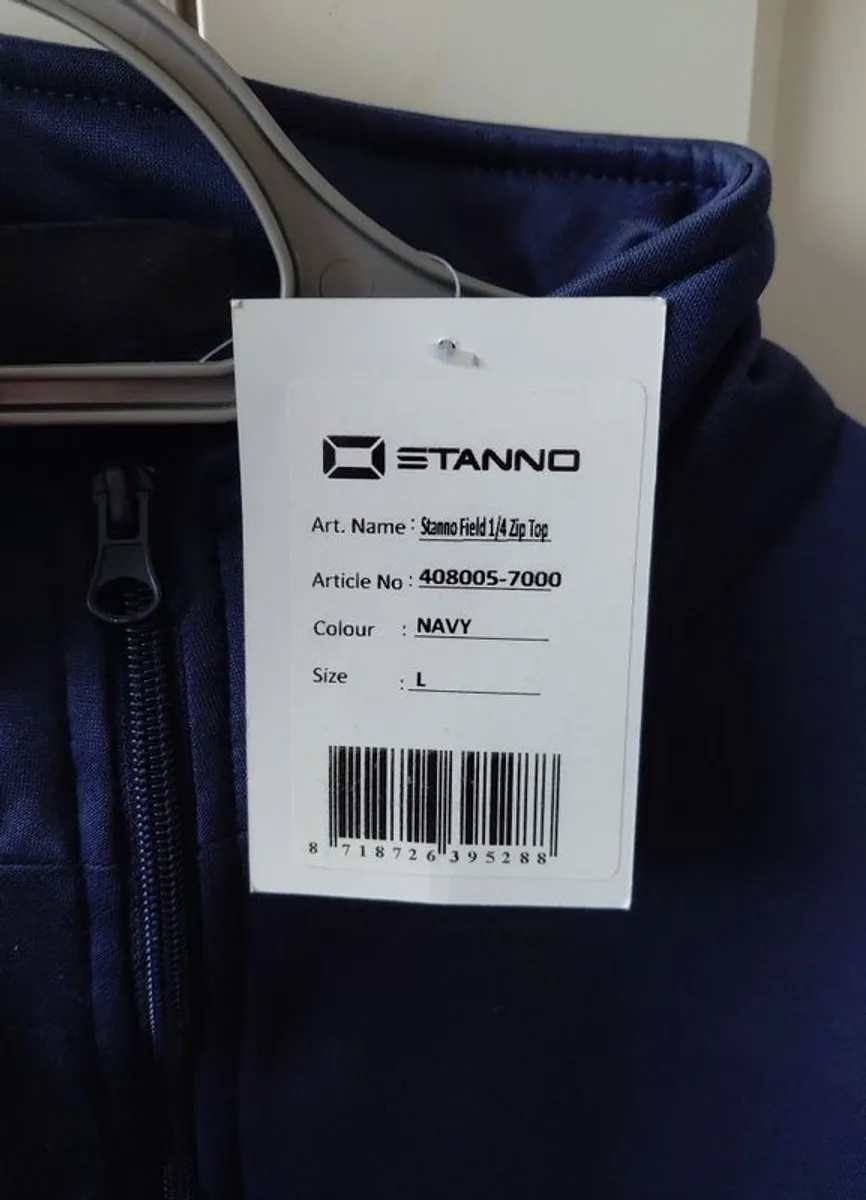 STANNO
Art. Name : Stanno Field 1/4 Zip Top
Article No : 408005-7000
Colour : NAVY
Size : L
8 718726 395288